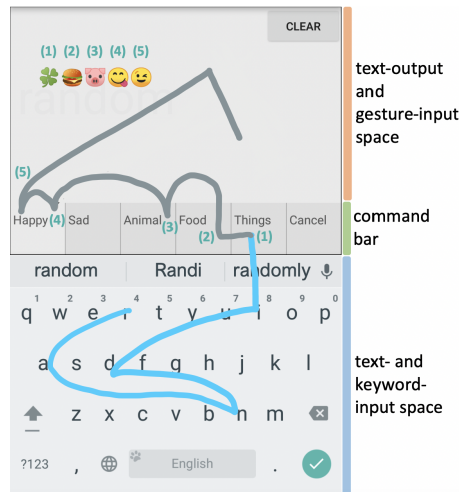 CLEAR
(1) (2) (3) (4) (5)
🍀🍔🐷😋😉
random
text-output
and
gesture-input
space
(5)
Happy (4) Sad Animal (3) Food (2) Things (1) Cancel
command
bar
random Randi randomly
1 2 3 4 5 6 7 8 9 0
q w e r t y u i o p
a s d f g h j k l
z x c v b n m
?123 , English .
text- and
keyword-
input space